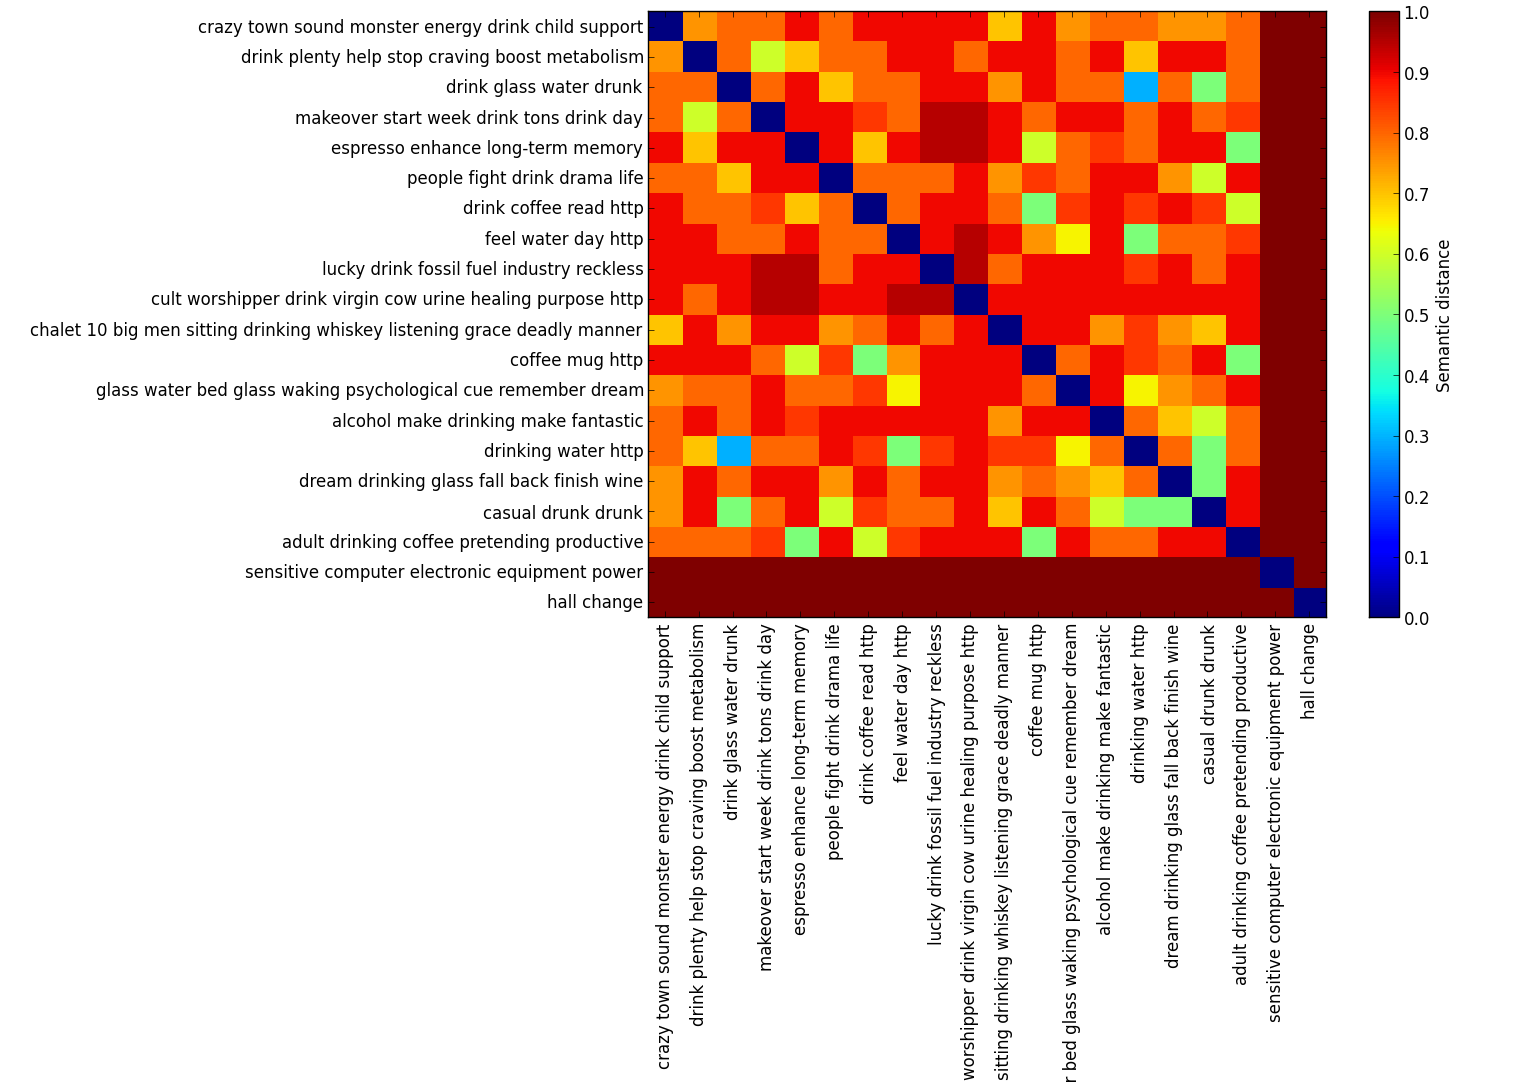 crazy town sound monster energy drink child support
drink plenty help stop craving boost metabolism
drink glass water drunk
makeover start week drink tons drink day
espresso enhance long-term memory
people fight drink drama life
drink coffee read http
feel water day http
lucky drink fossil fuel industry reckless
cult worshipper drink virgin cow urine healing purpose http
chalet 10 big men sitting drinking whiskey listening grace deadly manner
coffee mug http
glass water bed glass waking psychological cue remember dream
alcohol make drinking make fantastic
drinking water http
dream drinking glass fall back finish wine
casual drunk drunk
adult drinking coffee pretending productive
sensitive computer electronic equipment power
hall change
crazy town sound monster energy drink child support
drink plenty help stop craving boost metabolism
drink glass water drunk
makeover start week drink tons drink day
espresso enhance long-term memory
people fight drink drama life
drink coffee read http
feel water day http
lucky drink fossil fuel industry reckless
worshipper drink virgin cow urine healing purpose http
sitting drinking whiskey listening grace deadly manner
coffee mug http
r bed glass waking psychological cue remember dream
alcohol make drinking make fantastic
drinking water http
dream drinking glass fall back finish wine
casual drunk drunk
adult drinking coffee pretending productive
sensitive computer electronic equipment power
hall change
1.0
0.9
0.8
0.7
0.6
0.5
0.4
0.3
0.2
0.1
0.0
Semantic distance